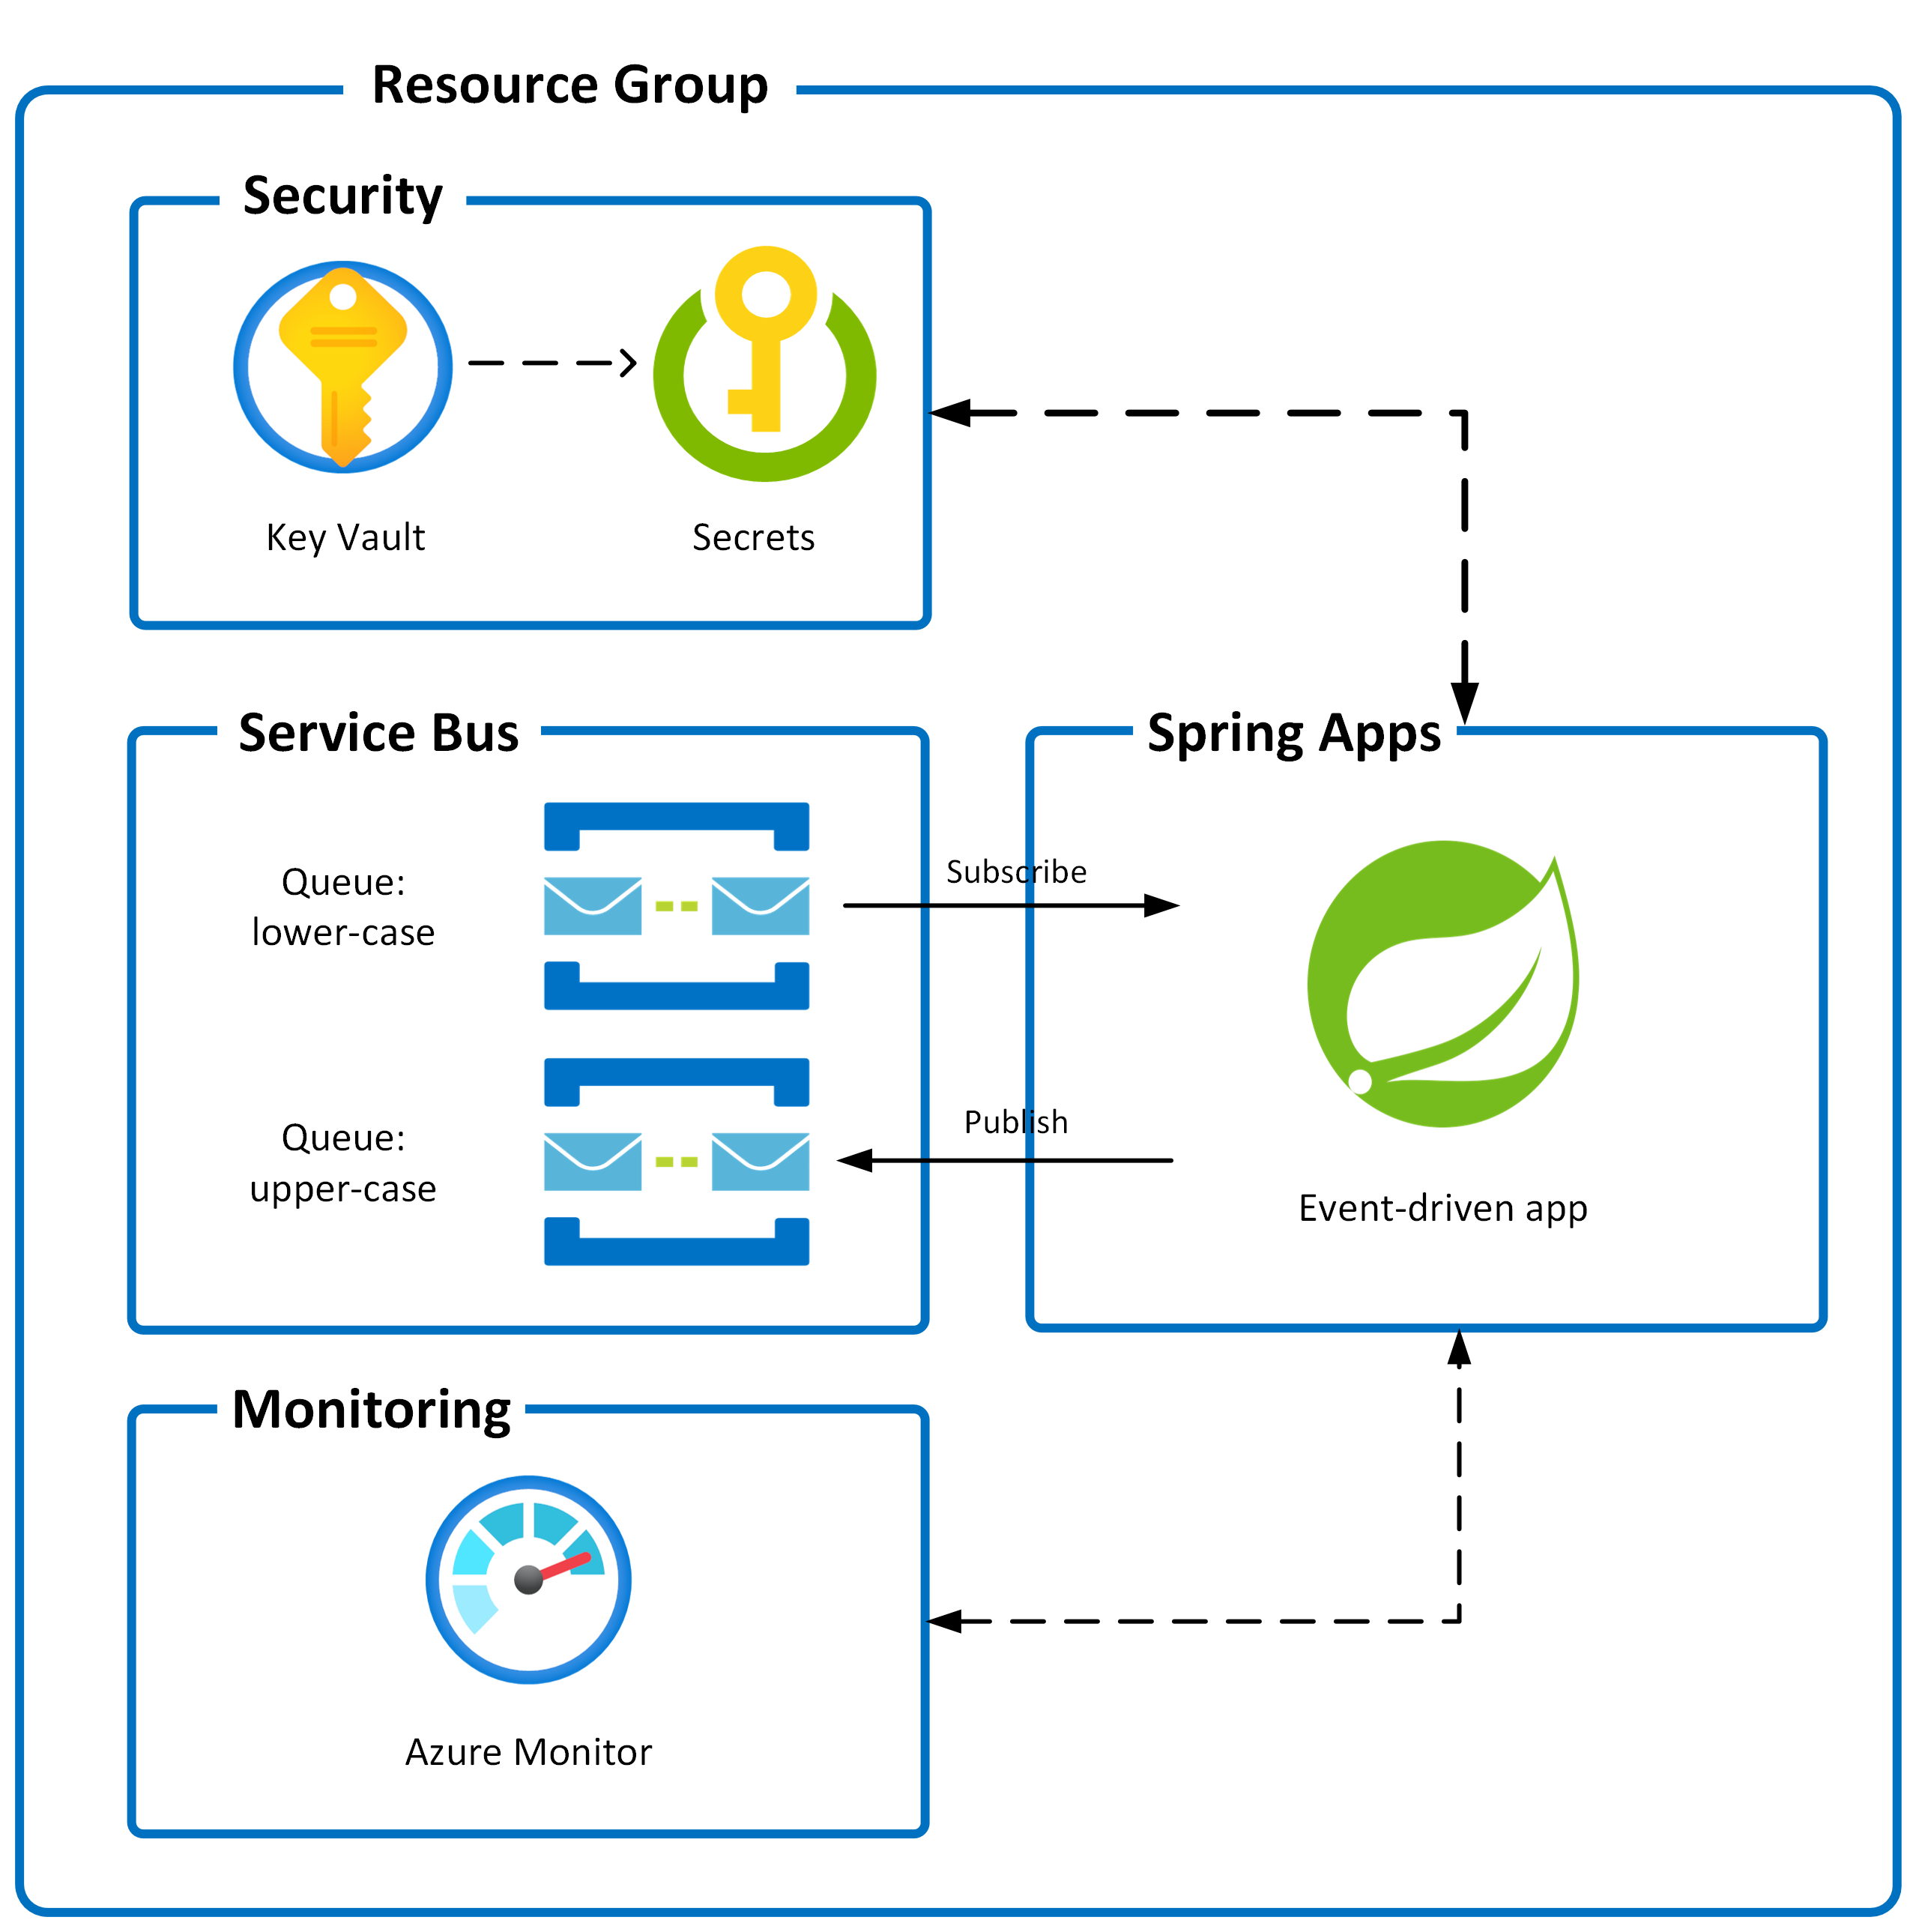 Resource Group
Security
Key Vault
Secrets
Service Bus
Queue:
lower-case
Queue:
upper-case
Subscribe
Publish
Spring Apps
Event-driven app
Monitoring
Azure Monitor